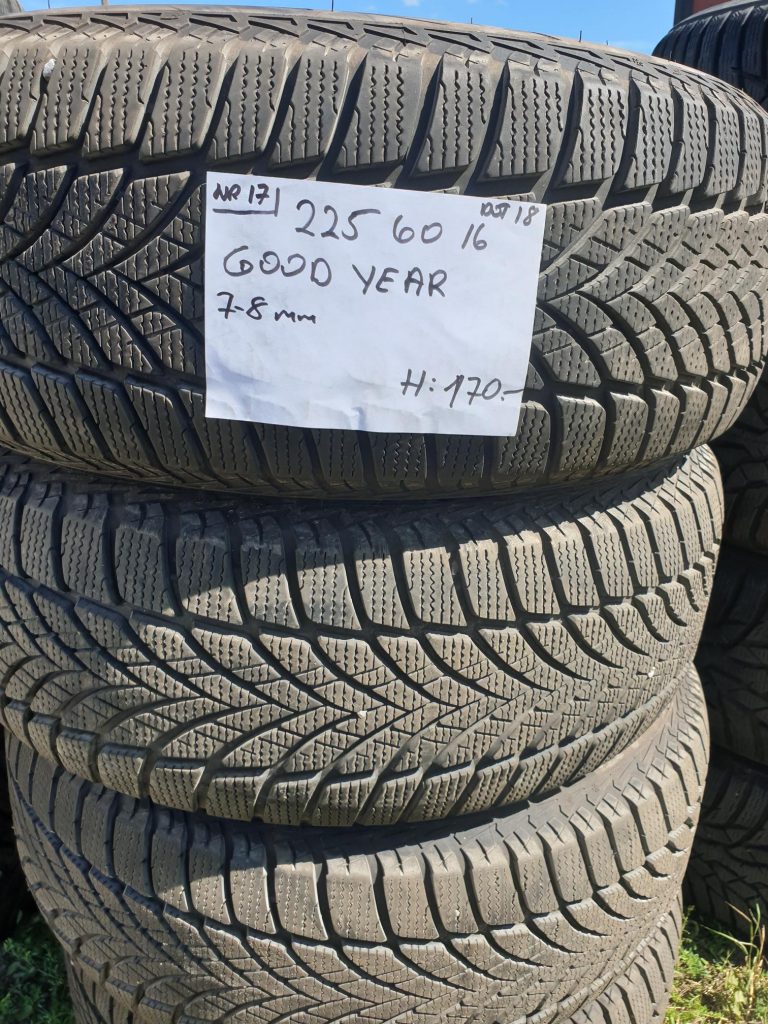 NR 17 DOT 18
225 60 16
GOOD YEAR
7-8 mm
H: 170.-